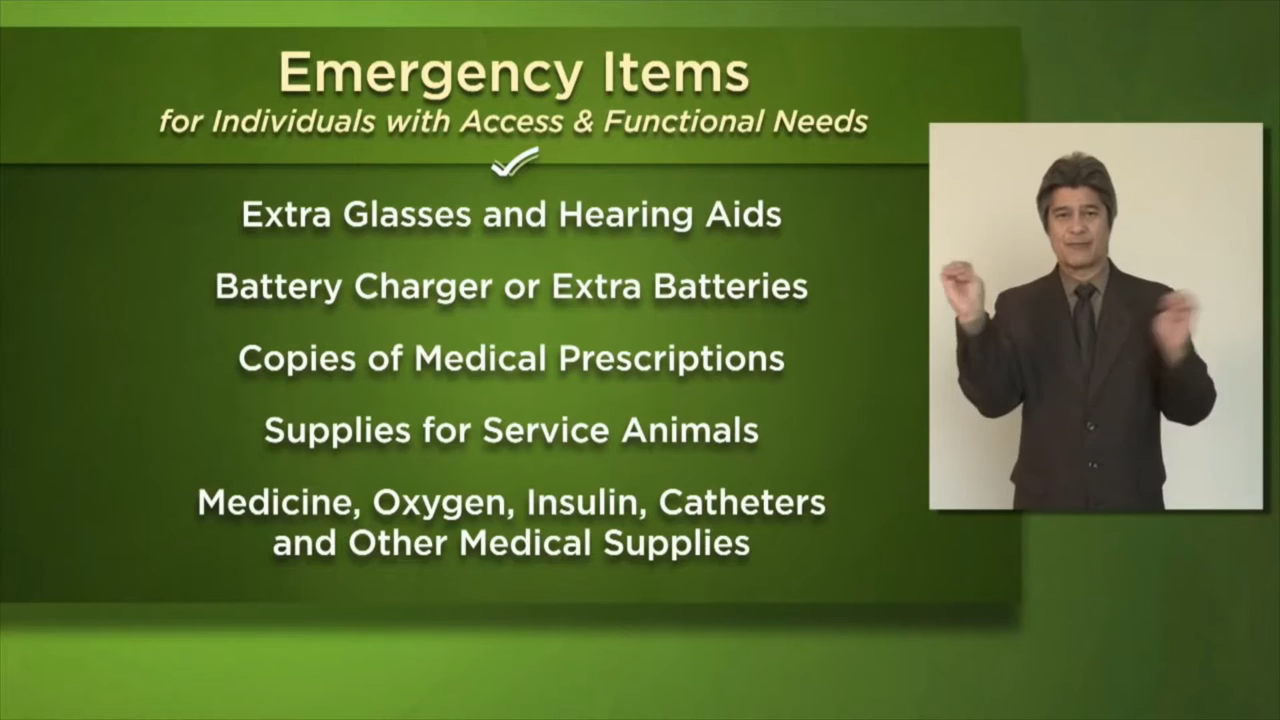 Emergency Items
for Individuals with Access & Functional Needs
Extra Glasses and Hearing Aids
Battery Charger or Extra Batteries
Copies of Medical Prescriptions
Supplies for Service Animals
Medicine, Oxygen, Insulin, Catheters
and Other Medical Supplies